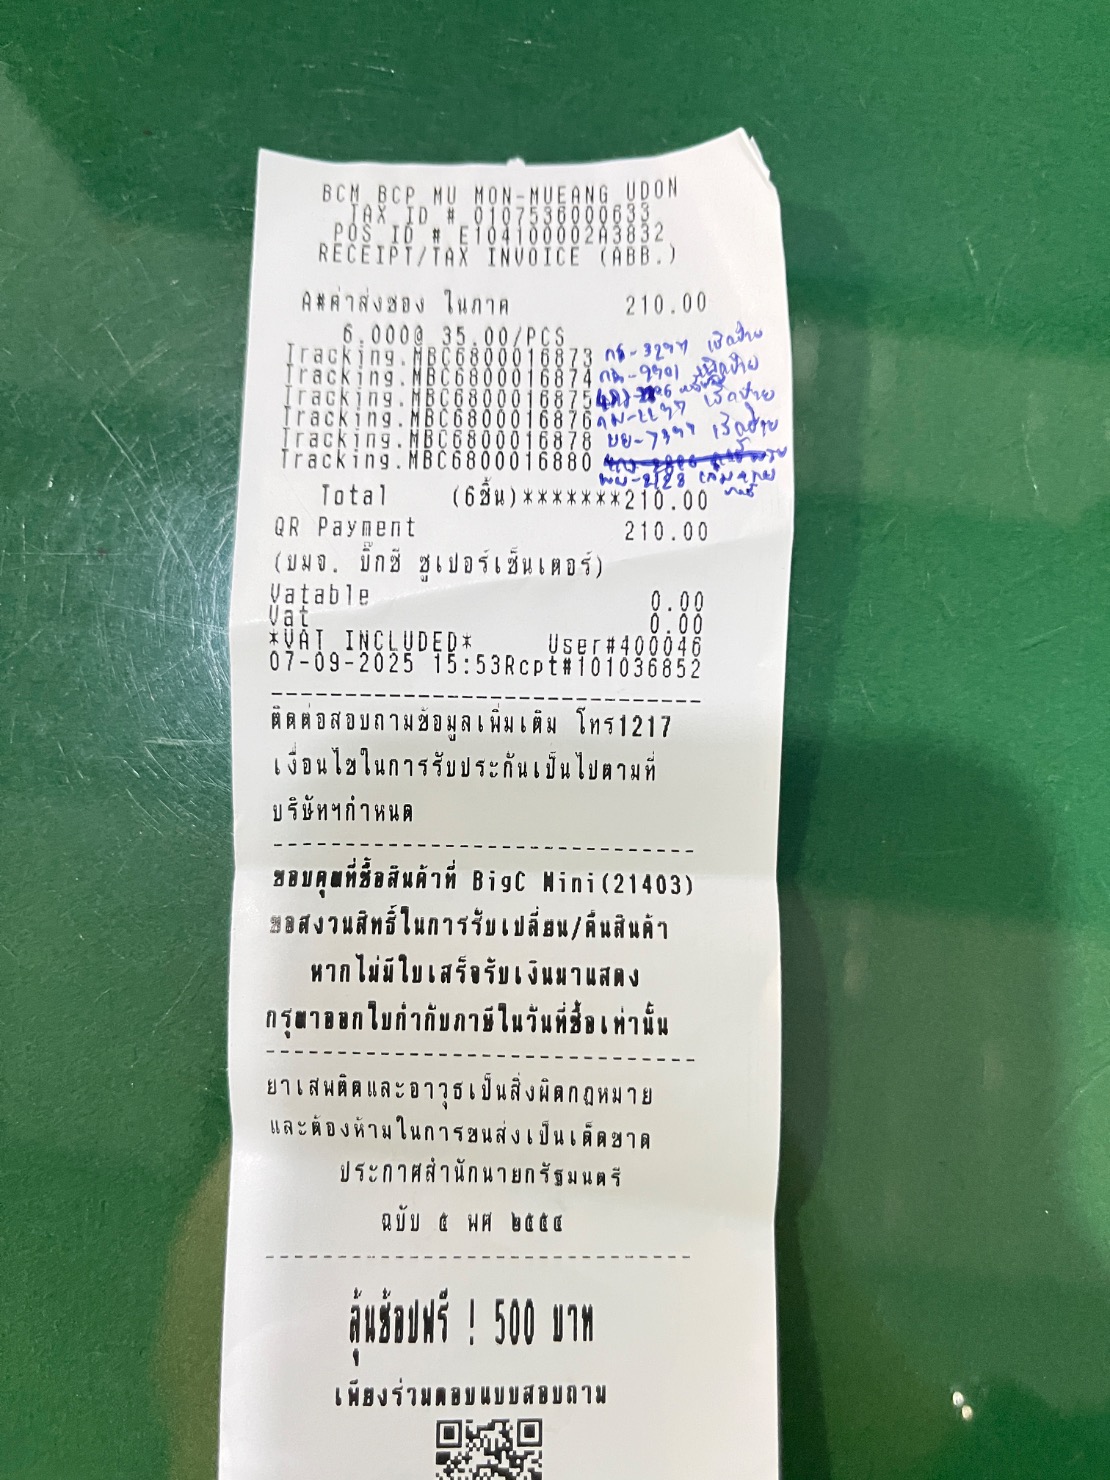 BCM BCP MU MON-MUEANG UDON
TAX ID # 0107536000633
POS ID # E104100002A3832
RECEIPT/TAX INVOICE (ABB.)
A#ค่าส่งของ ในภาค 210.00
6.000@ 35.00/PCS
Tracking.MBC6800016873
Tracking.MBC6800016874
Tracking.MBC6800016875
Tracking.MBC6800016876
Tracking.MBC6800016878
Tracking.MBC6800016880
Total (6ชิ้น)*******210.00
QR Payment 210.00
(บมจ. บิ๊กซี ซูเปอร์เซ็นเตอร์)
Vatable 0.00
Vat 0.00
*VAT INCLUDED* User#400046
07-09-2025 15:53Rcpt#101036852
ติดต่อสอบถามข้อมูลเพิ่มเติม โทร1217
เงื่อนไขในการรับประกันเป็นไปตามที่
บริษัทฯกำหนด
ขอบคุณที่ซื้อสินค้าที่ BigC Mini(21403)
ขอสงวนสิทธิ์ในการรับเปลี่ยน/คืนสินค้า
หากไม่มีใบเสร็จรับเงินมาแสดง
กรุณาออกใบกำกับภาษีในวันที่ซื้อเท่านั้น
ยาเสพติดและอาวุธเป็นสิ่งผิดกฎหมาย
และต้องห้ามในการขนส่งเป็นเด็ดขาด
ประกาศสำนักนายกรัฐมนตรี
ฉบับ ๕ พศ ๒๕๕๔
ลุ้นช้อปฟรี ! 500 บาท
เพียงร่วมตอบแบบสอบถาม